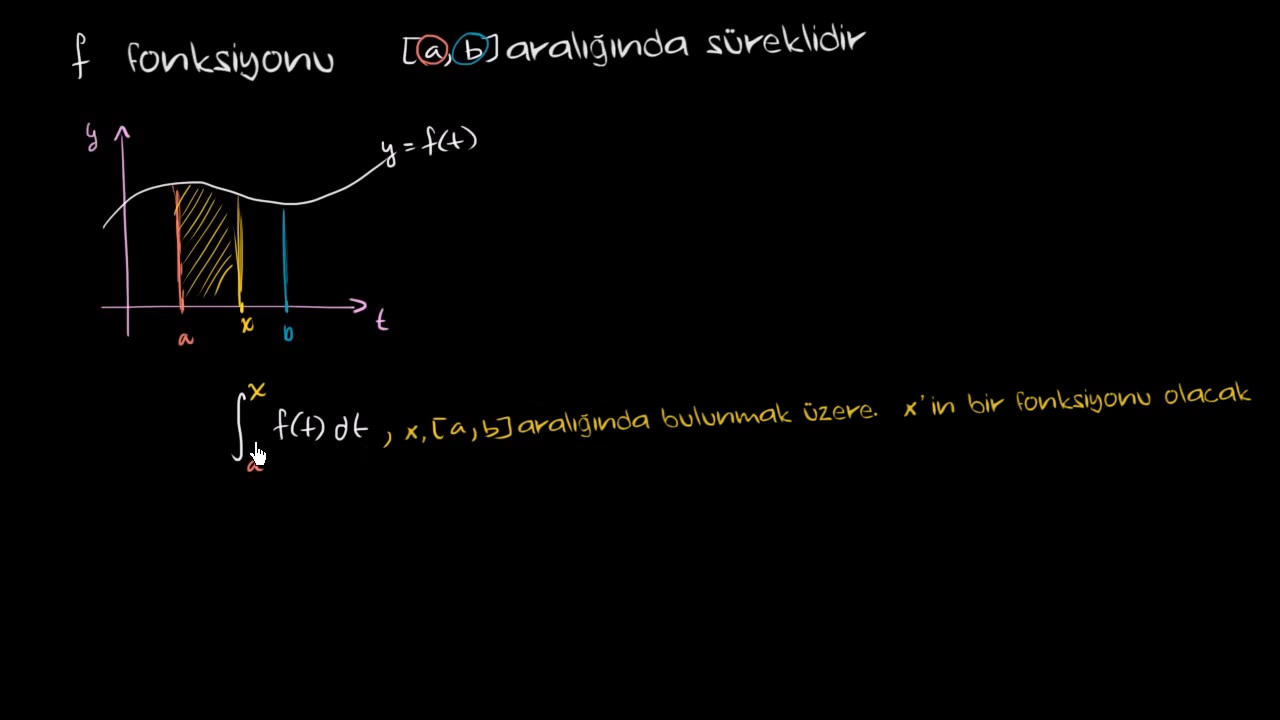 f fonksiyonu [a, b] aralığında süreklidir
y
y = f(t)
t
a x b
∫ₐˣ f(t) dt , x, [a, b] aralığında bulunmak üzere. x'in bir fonksiyonu olacak